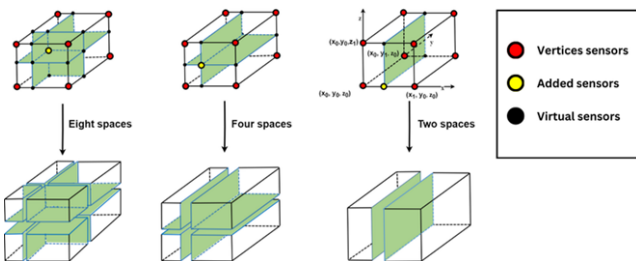 z
(x₀,y₀,z₁)
(x₀, y₁, z₀)
?
(x₀, y₀, z₀)
(x₁, y₀, z₀)
Eight spaces
Four spaces
Two spaces
Vertices sensors
Added sensors
Virtual sensors